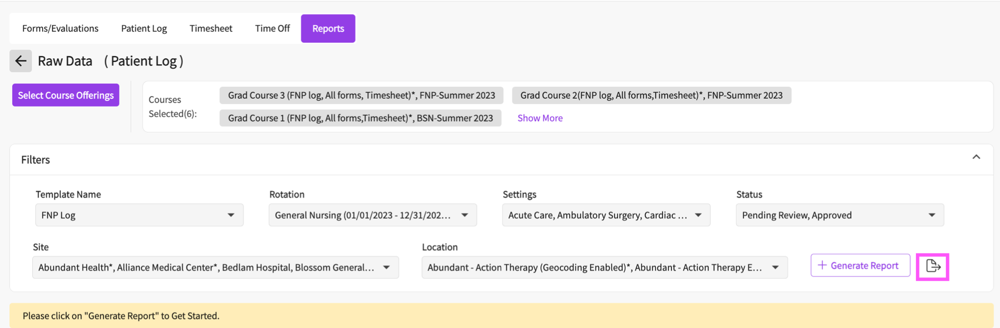 Forms/Evaluations Patient Log Timesheet Time Off Reports
Raw Data ( Patient Log )
Select Course Offerings
Courses Selected(6):
Grad Course 3 (FNP log, All forms, Timesheet)*, FNP-Summer 2023
Grad Course 2(FNP log, All forms,Timesheet)*, FNP-Summer 2023
Grad Course 1 (FNP log, All forms,Timesheet)*, BSN-Summer 2023
Show More
Filters
Template Name
FNP Log
Rotation
General Nursing (01/01/2023 - 12/31/202...
Settings
Acute Care, Ambulatory Surgery, Cardiac ...
Status
Pending Review, Approved
Site
Abundant Health*, Alliance Medical Center*, Bedlam Hospital, Blossom General...
Location
Abundant - Action Therapy (Geocoding Enabled)*, Abundant - Action Therapy E...
+ Generate Report
Please click on "Generate Report" to Get Started.